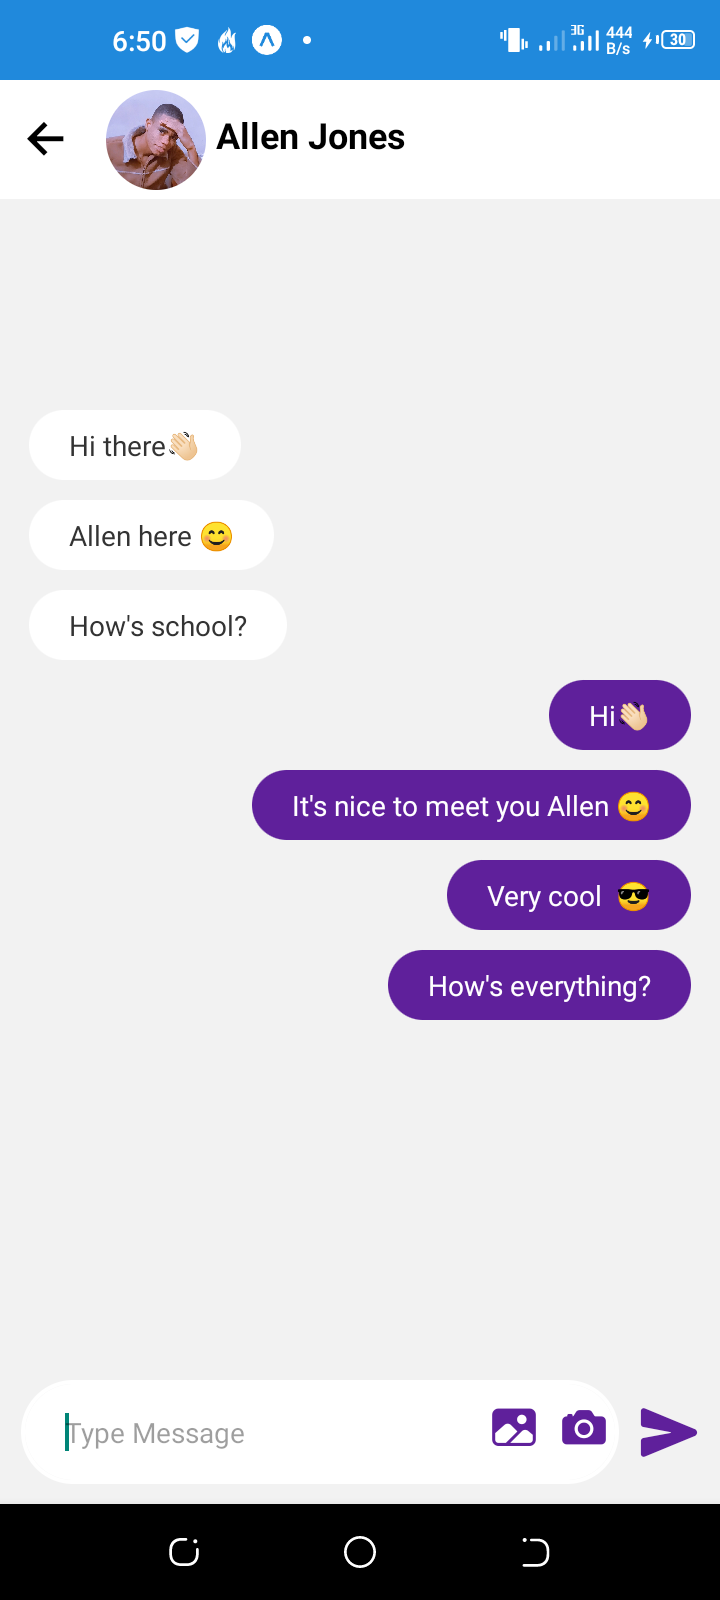 6:50 3G 444 B/s 30
Allen Jones
Hi there👋🏻
Allen here 😊
How's school?
Hi👋🏻
It's nice to meet you Allen 😊
Very cool  😎
How's everything?
Type Message